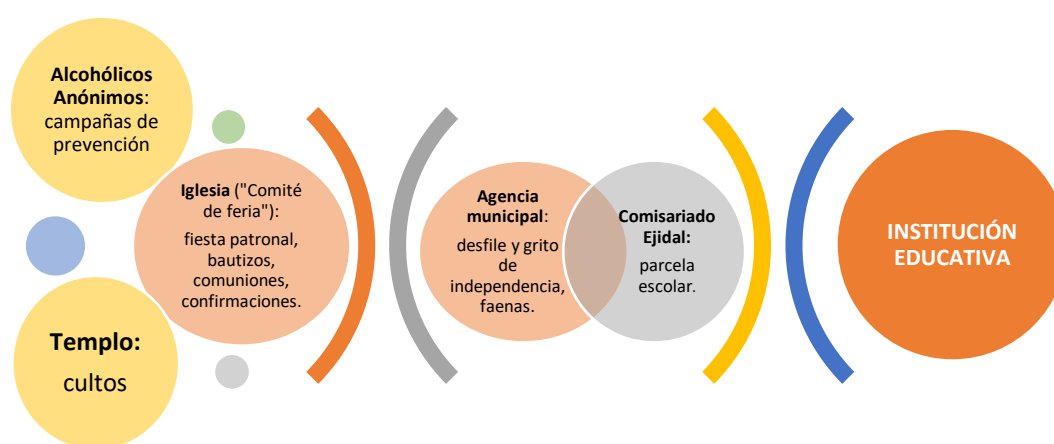 Alcohólicos
Anónimos:
campañas de
prevención
Iglesia ("Comité
de feria"):
fiesta patronal,
bautizos,
comuniones,
confirmaciones.
Templo:
cultos
Agencia
municipal:
desfile y grito
de
independencia,
faenas.
Comisariado
Ejidal:
parcela
escolar.
INSTITUCIÓN
EDUCATIVA